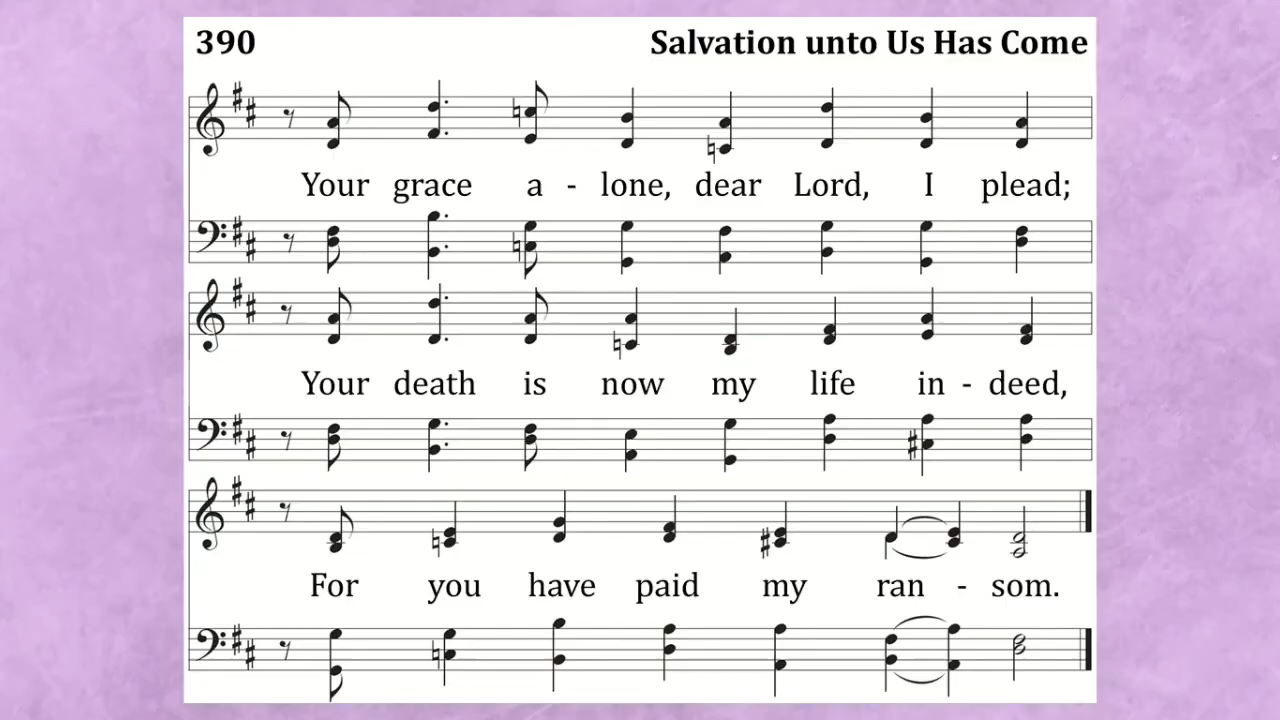 390 Salvation unto Us Has Come
Your grace a - lone, dear Lord, I plead;
Your death is now my life in - deed,
For you have paid my ran - som.